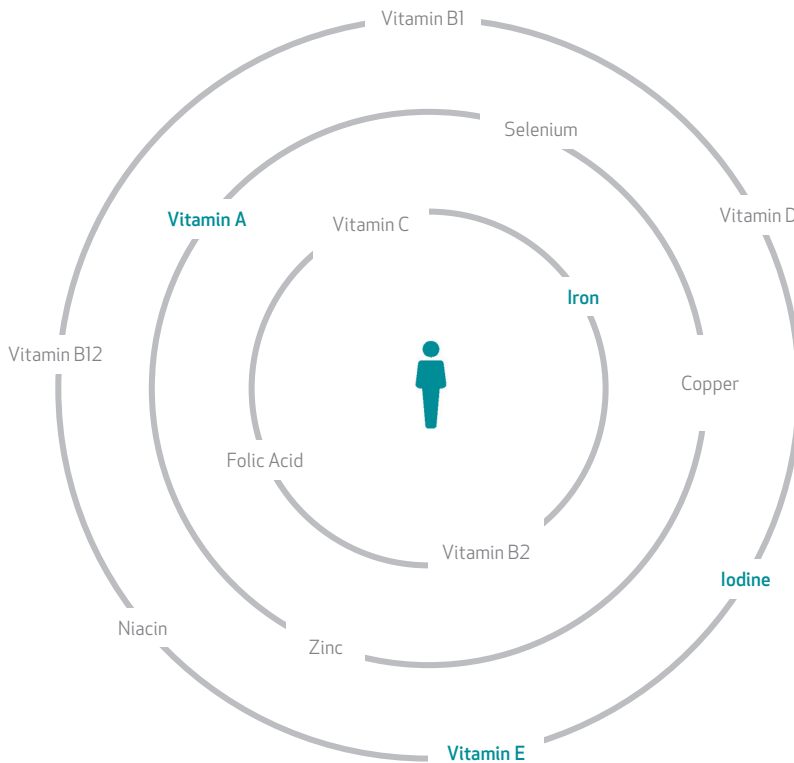 Vitamin B1
Selenium
Vitamin D
Vitamin A
Vitamin C
Iron
Vitamin B12
Copper
Folic Acid
Vitamin B2
Iodine
Niacin
Zinc
Vitamin E